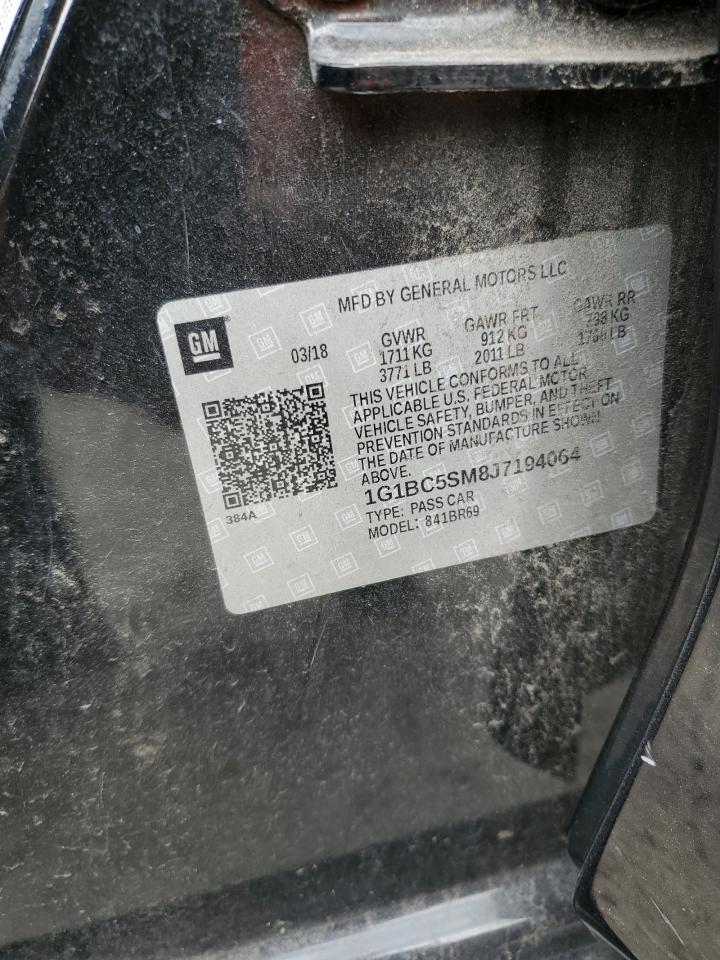 MFD BY GENERAL MOTORS LLC
GM
03/18
GVWR
1711 KG
3771 LB
GAWR FRT
912 KG
2011 LB
GAWR RR
KG
LB
THIS VEHICLE CONFORMS TO ALL
APPLICABLE U.S. FEDERAL MOTOR
VEHICLE SAFETY, BUMPER, AND THEFT
PREVENTION STANDARDS IN EFFECT ON
THE DATE OF MANUFACTURE SHOWN
ABOVE.
1G1BC5SM8J7194064
TYPE: PASS CAR
MODEL: 841BR69
384A